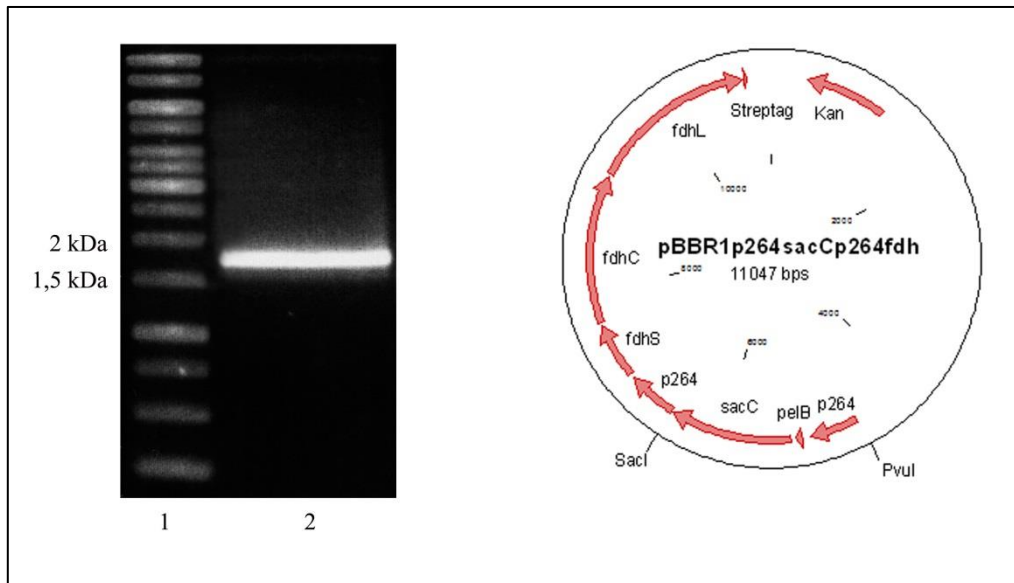 2 kDa
1,5 kDa
1
2
Streptag
Kan
fdhL
10000
2000
pBBR1p264sacCp264fdh
fdhC
8000
11047 bps
4000
fdhS
6000
p264
sacC
pelB
p264
SacI
PvuI